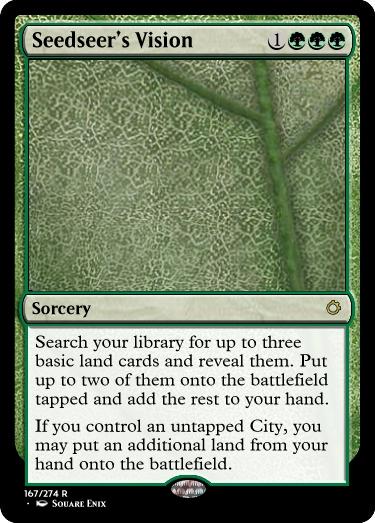 Seedseer's Vision 1
Sorcery
Search your library for up to three
basic land cards and reveal them. Put
up to two of them onto the battlefield
tapped and add the rest to your hand.
If you control an untapped City, you
may put an additional land from your
hand onto the battlefield.
167/274 R
· Square Enix